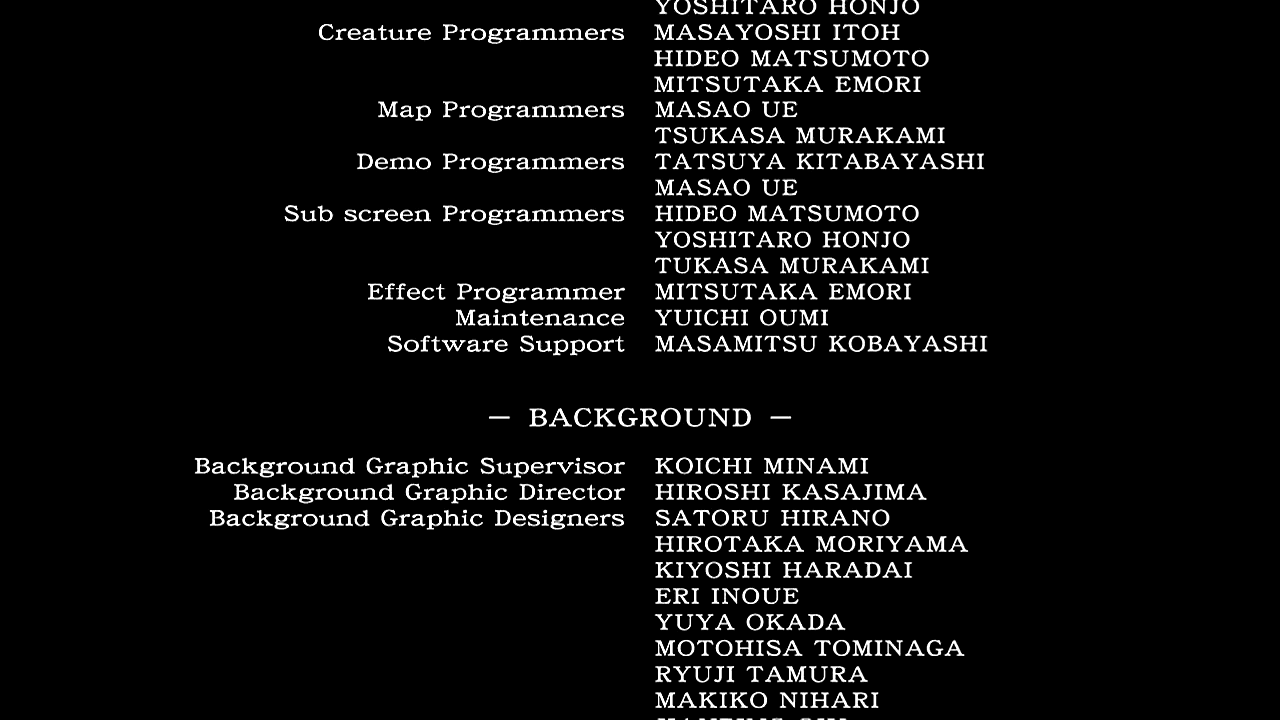 YOSHITARO HONJO
Creature Programmers MASAYOSHI ITOH
HIDEO MATSUMOTO
MITSUTAKA EMORI
Map Programmers MASAO UE
TSUKASA MURAKAMI
Demo Programmers TATSUYA KITABAYASHI
MASAO UE
Sub screen Programmers HIDEO MATSUMOTO
YOSHITARO HONJO
TUKASA MURAKAMI
Effect Programmer MITSUTAKA EMORI
Maintenance YUICHI OUMI
Software Support MASAMITSU KOBAYASHI
— BACKGROUND —
Background Graphic Supervisor KOICHI MINAMI
Background Graphic Director HIROSHI KASAJIMA
Background Graphic Designers SATORU HIRANO
HIROTAKA MORIYAMA
KIYOSHI HARADAI
ERI INOUE
YUYA OKADA
MOTOHISA TOMINAGA
RYUJI TAMURA
MAKIKO NIHARI